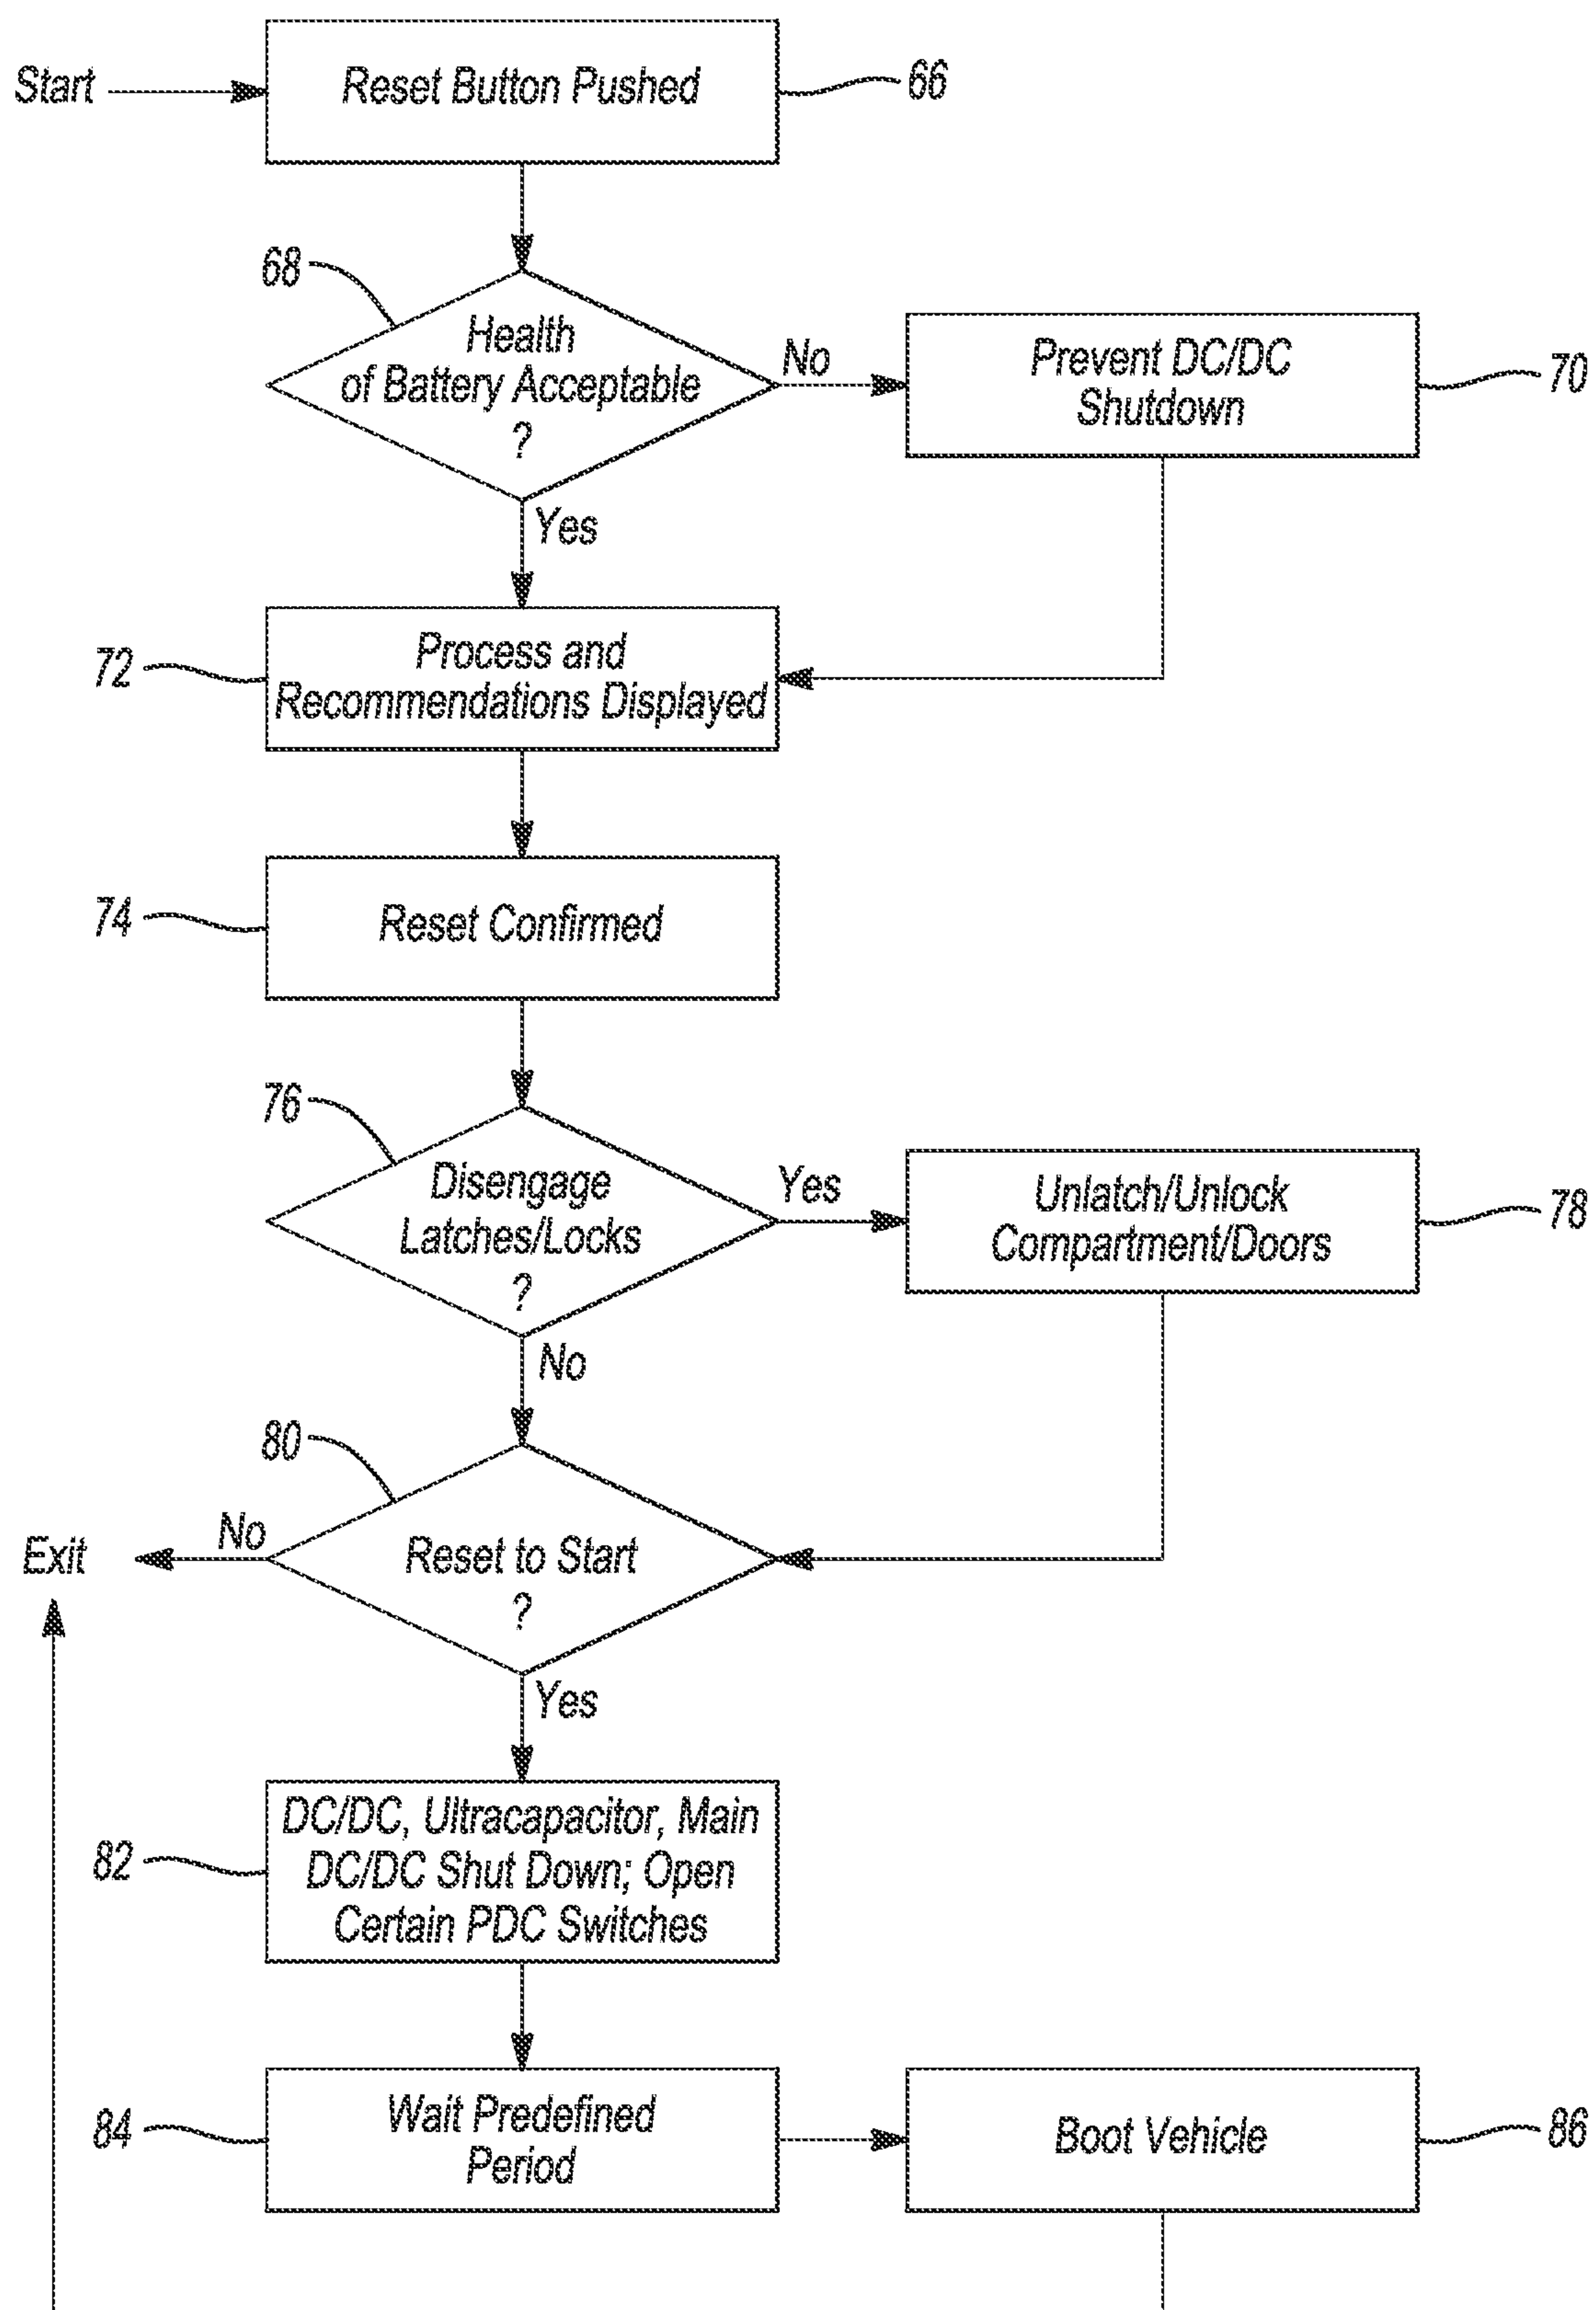 Start
Reset Button Pushed
66
68
Health
of Battery Acceptable
?
No
Prevent DC/DC
Shutdown
70
Yes
72
Process and
Recommendations Displayed
74
Reset Confirmed
76
Disengage
Latches/Locks
?
Yes
Unlatch/Unlock
Compartment/Doors
78
No
80
Exit
No
Reset to Start
?
Yes
82
DC/DC, Ultracapacitor, Main
DC/DC Shut Down; Open
Certain PDC Switches
84
Wait Predefined
Period
Boot Vehicle
86